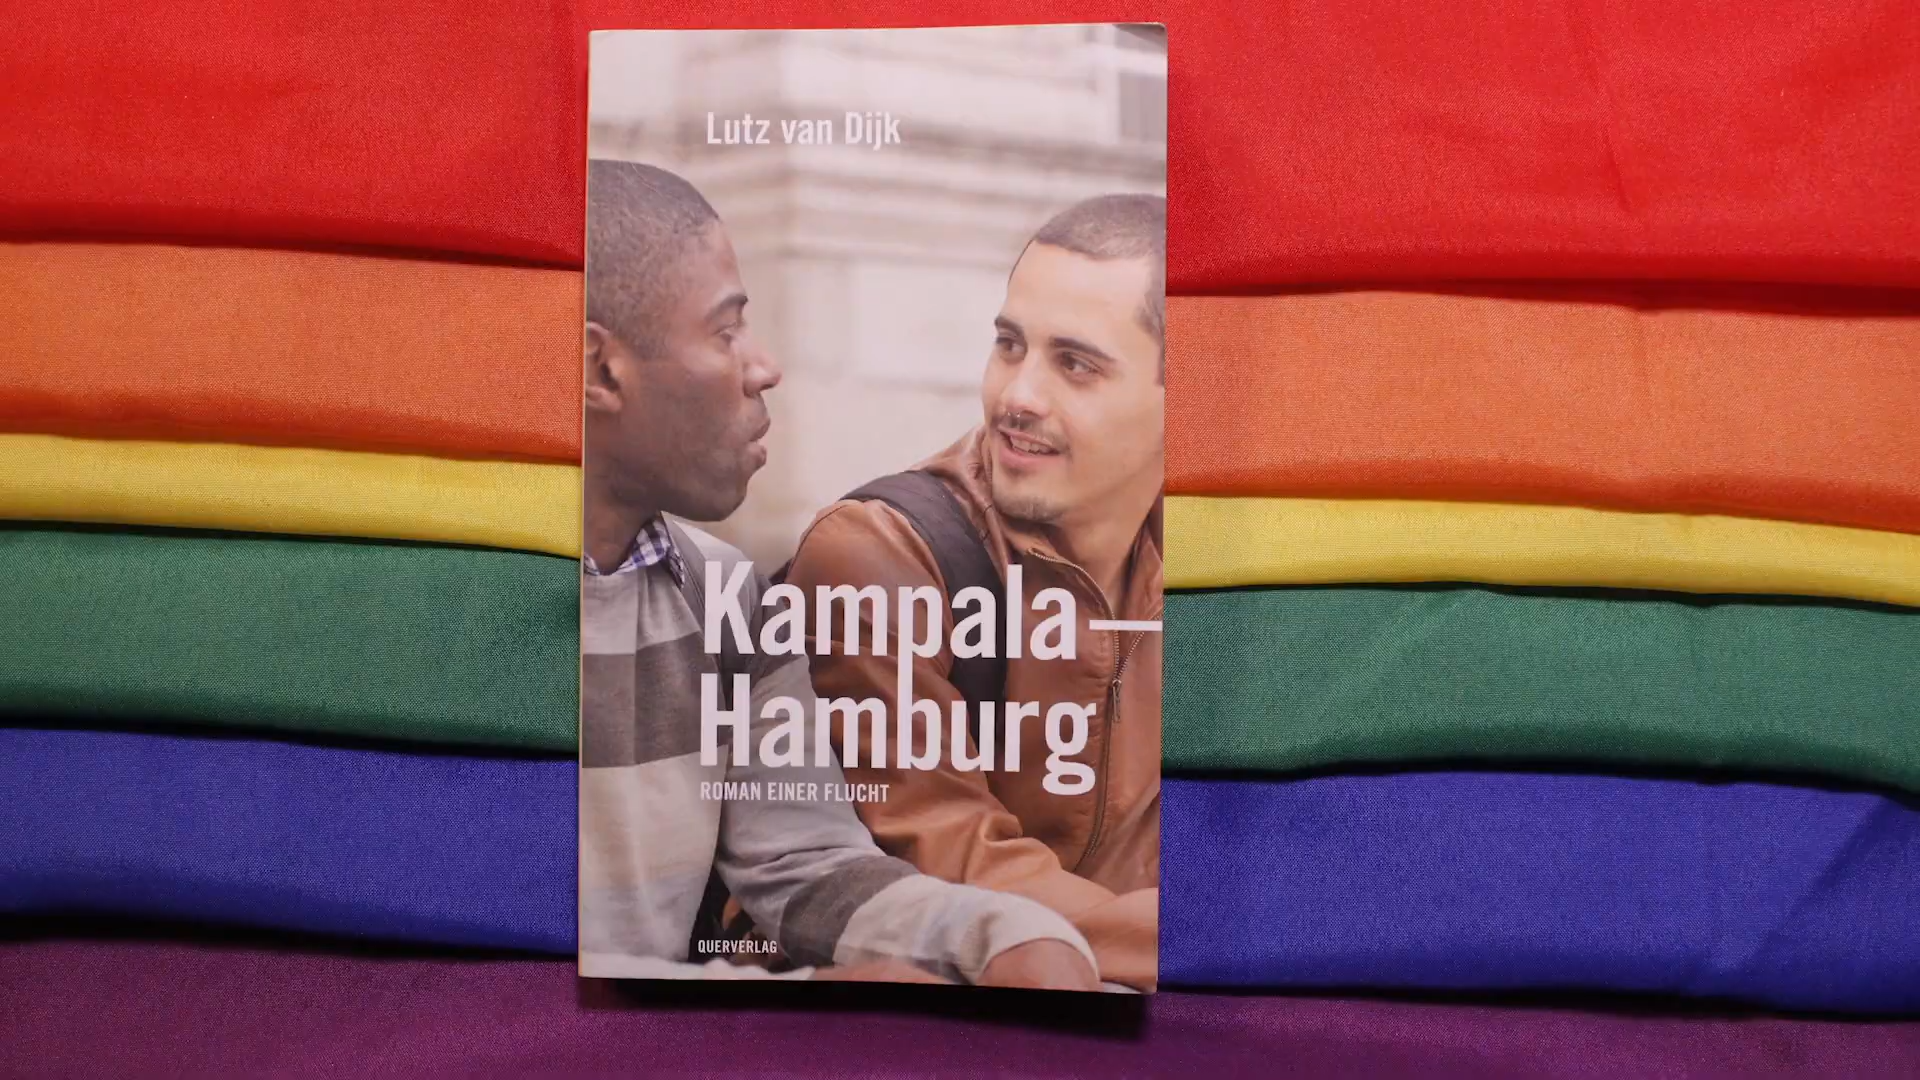 Lutz van Dijk
Kampala—
Hamburg
ROMAN EINER FLUCHT
QUERVERLAG